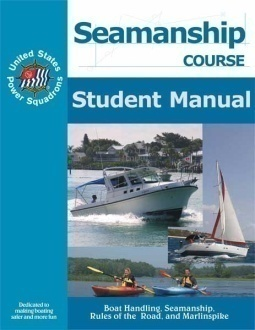 Seamanship
COURSE
United States
Power Squadrons
Student Manual
Dedicated to
making boating
safer and more fun!
Boat Handling, Seamanship,
Rules of the Road, and Marlinspike